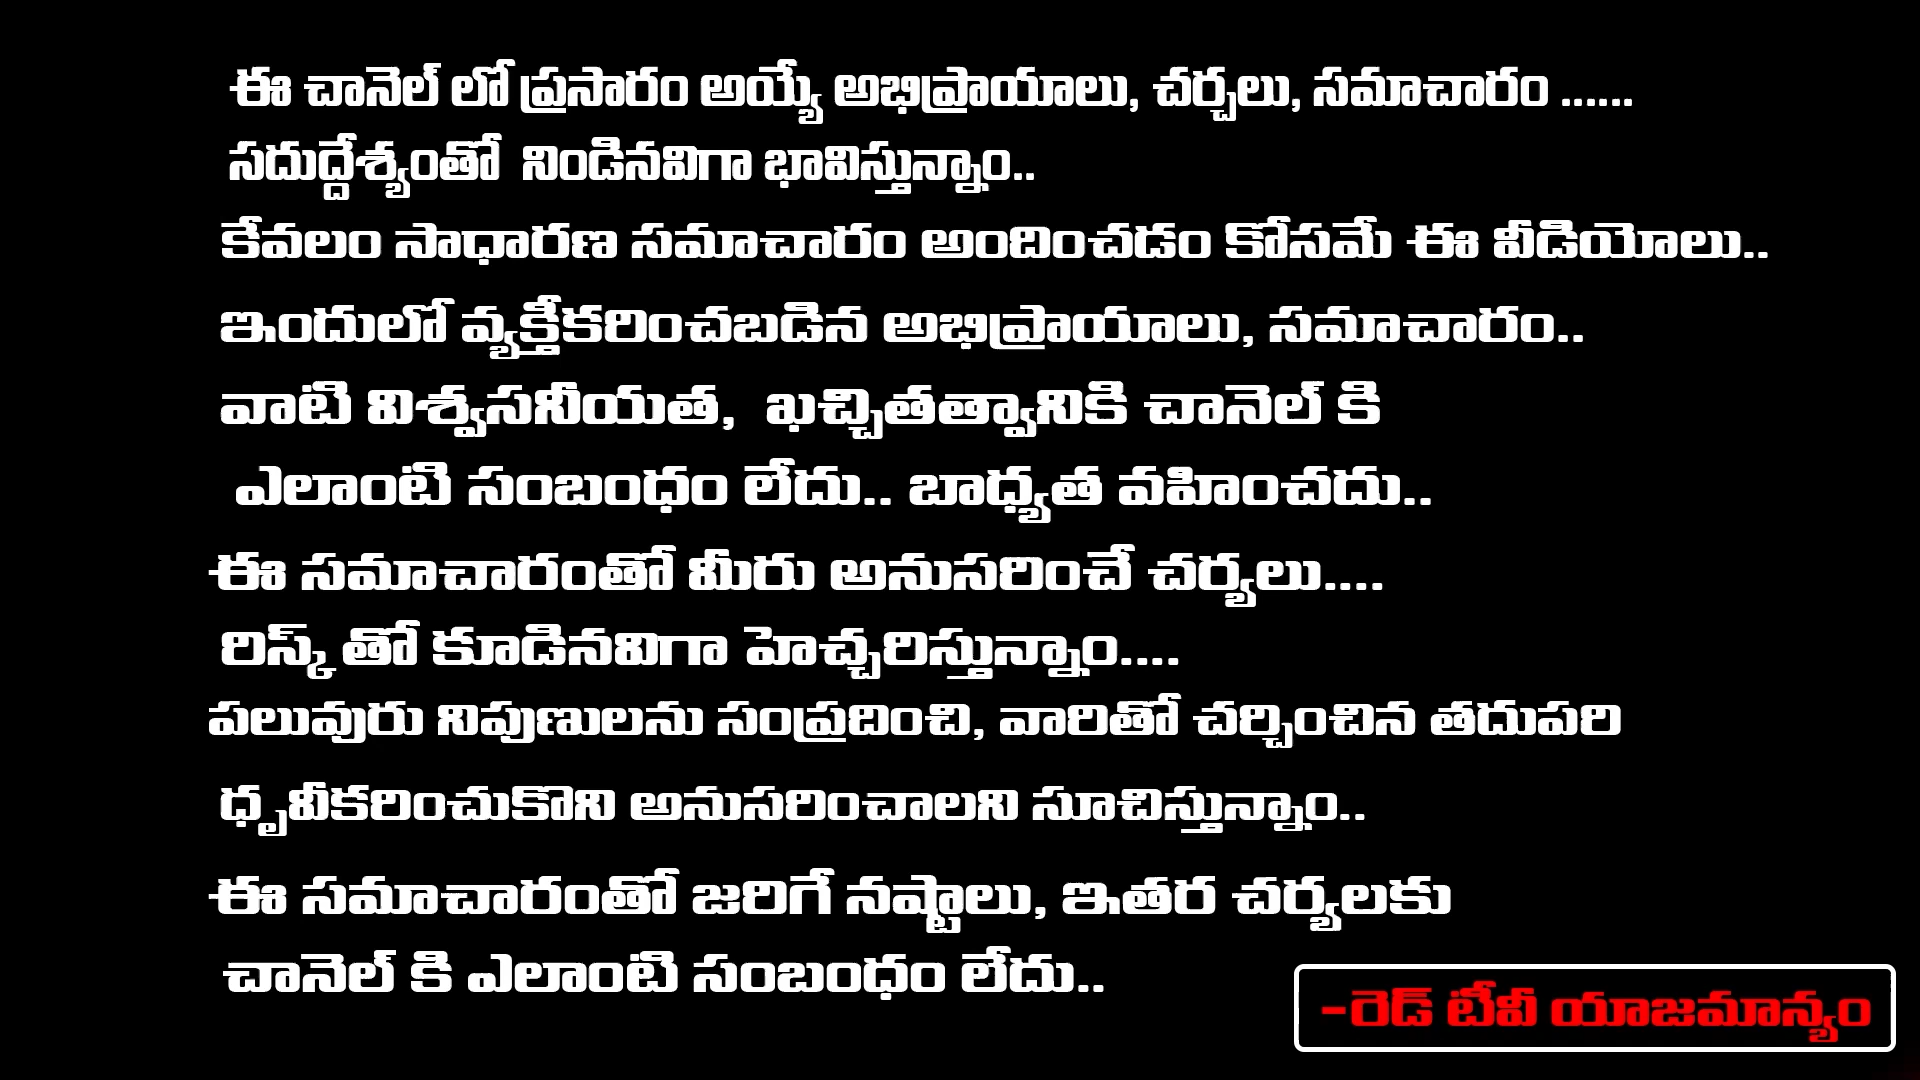 ఈ చానెల్ లో ప్రసారం అయ్యే అభిప్రాయాలు, చర్చలు, సమాచారం ......
సదుద్దేశ్యంతో నిండినవిగా భావిస్తున్నాం..
కేవలం సాధారణ సమాచారం అందించడం కోసమే ఈ వీడియోలు..
ఇందులో వ్యక్తీకరించబడిన అభిప్రాయాలు, సమాచారం..
వాటి విశ్వసనీయత, ఖచ్చితత్వానికి చానెల్ కి
ఎలాంటి సంబంధం లేదు.. బాధ్యత వహించదు..
ఈ సమాచారంతో మీరు అనుసరించే చర్యలు....
రిస్క్ తో కూడినవిగా హెచ్చరిస్తున్నాం....
పలువురు నిపుణులను సంప్రదించి, వారితో చర్చించిన తదుపరి
ధృవీకరించుకొని అనుసరించాలని సూచిస్తున్నాం..
ఈ సమాచారంతో జరిగే నష్టాలు, ఇతర చర్యలకు
చానెల్ కి ఎలాంటి సంబంధం లేదు..
-రెడ్ టీవీ యాజమాన్యం